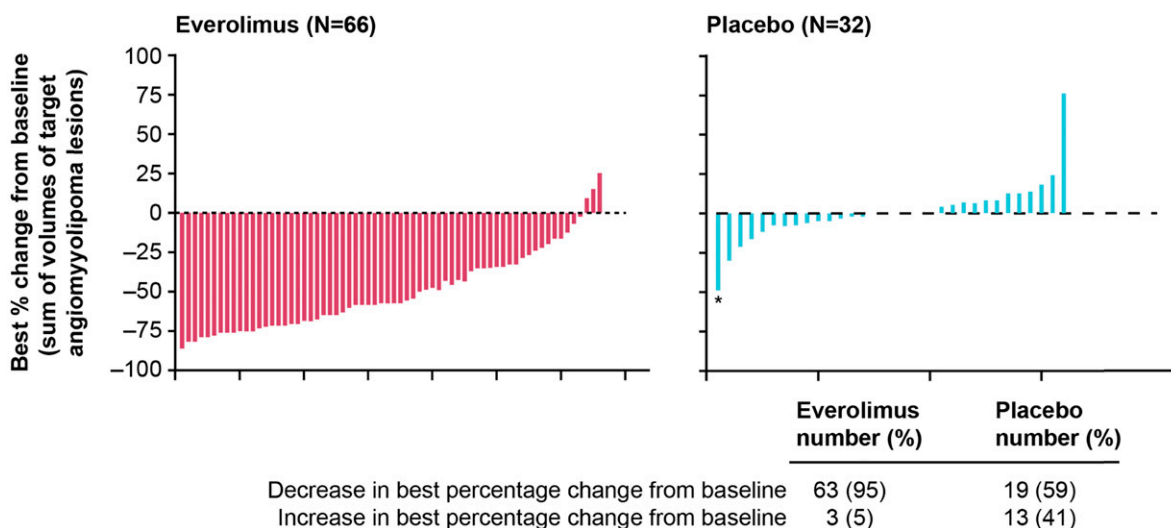 Everolimus (N=66)
Placebo (N=32)
Best % change from baseline
(sum of volumes of target
angiomyyolipoma lesions)
100
75
50
25
0
–25
–50
–75
–100
*
Everolimus
number (%)
Placebo
number (%)
Decrease in best percentage change from baseline 63 (95) 19 (59)
Increase in best percentage change from baseline 3 (5) 13 (41)